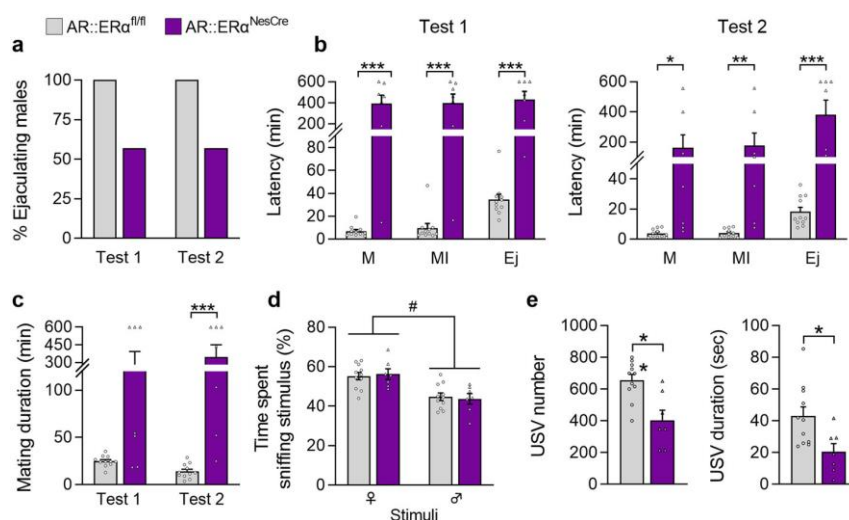 AR::ERα^fl/fl AR::ERα^NesCre
a
% Ejaculating males
100
75
50
25
0
Test 1 Test 2
b
Test 1
Latency (min)
600
400
200
60
40
20
0
*** *** ***
M MI Ej
Test 2
Latency (min)
600
400
200
60
40
20
0
* ** ***
M MI Ej
c
Mating duration (min)
600
450
300
100
50
25
0
***
Test 1 Test 2
d
Time spent
sniffing stimulus (%)
80
60
40
20
0
#
♀ ♂
Stimuli
e
USV number
1000
800
600
400
200
0
*
*
USV duration (sec)
100
80
60
40
20
0
*